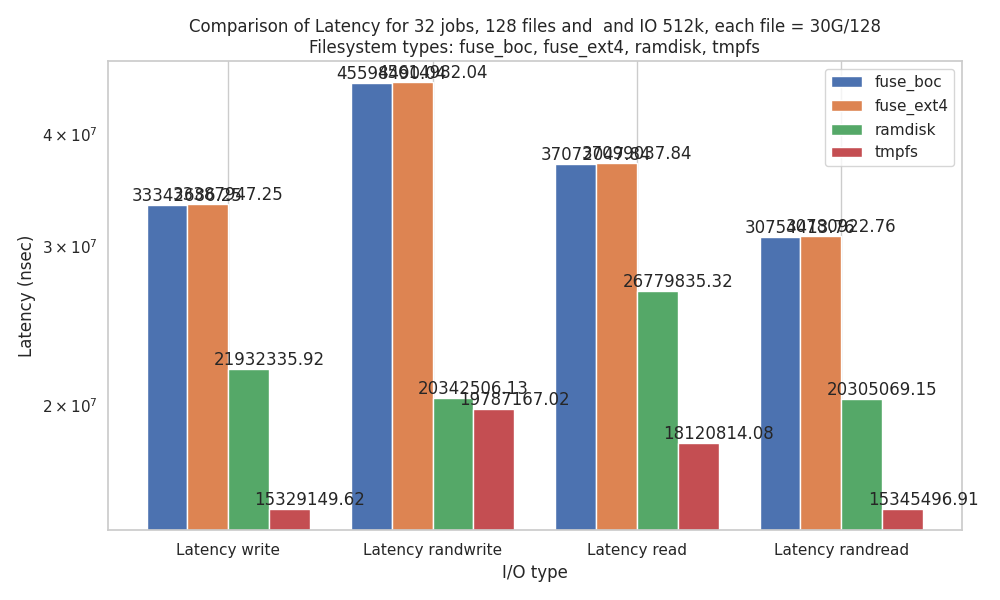 Comparison of Latency for 32 jobs, 128 files and  and IO 512k, each file = 30G/128
Filesystem types: fuse_boc, fuse_ext4, ramdisk, tmpfs
fuse_boc
fuse_ext4
ramdisk
tmpfs
Latency (nsec)
4 × 10⁷
3 × 10⁷
2 × 10⁷
21932335.92
15329149.62
20342506.13
19787167.02
26779835.32
18120814.08
20305069.15
15345496.91
Latency write
Latency randwrite
Latency read
Latency randread
I/O type